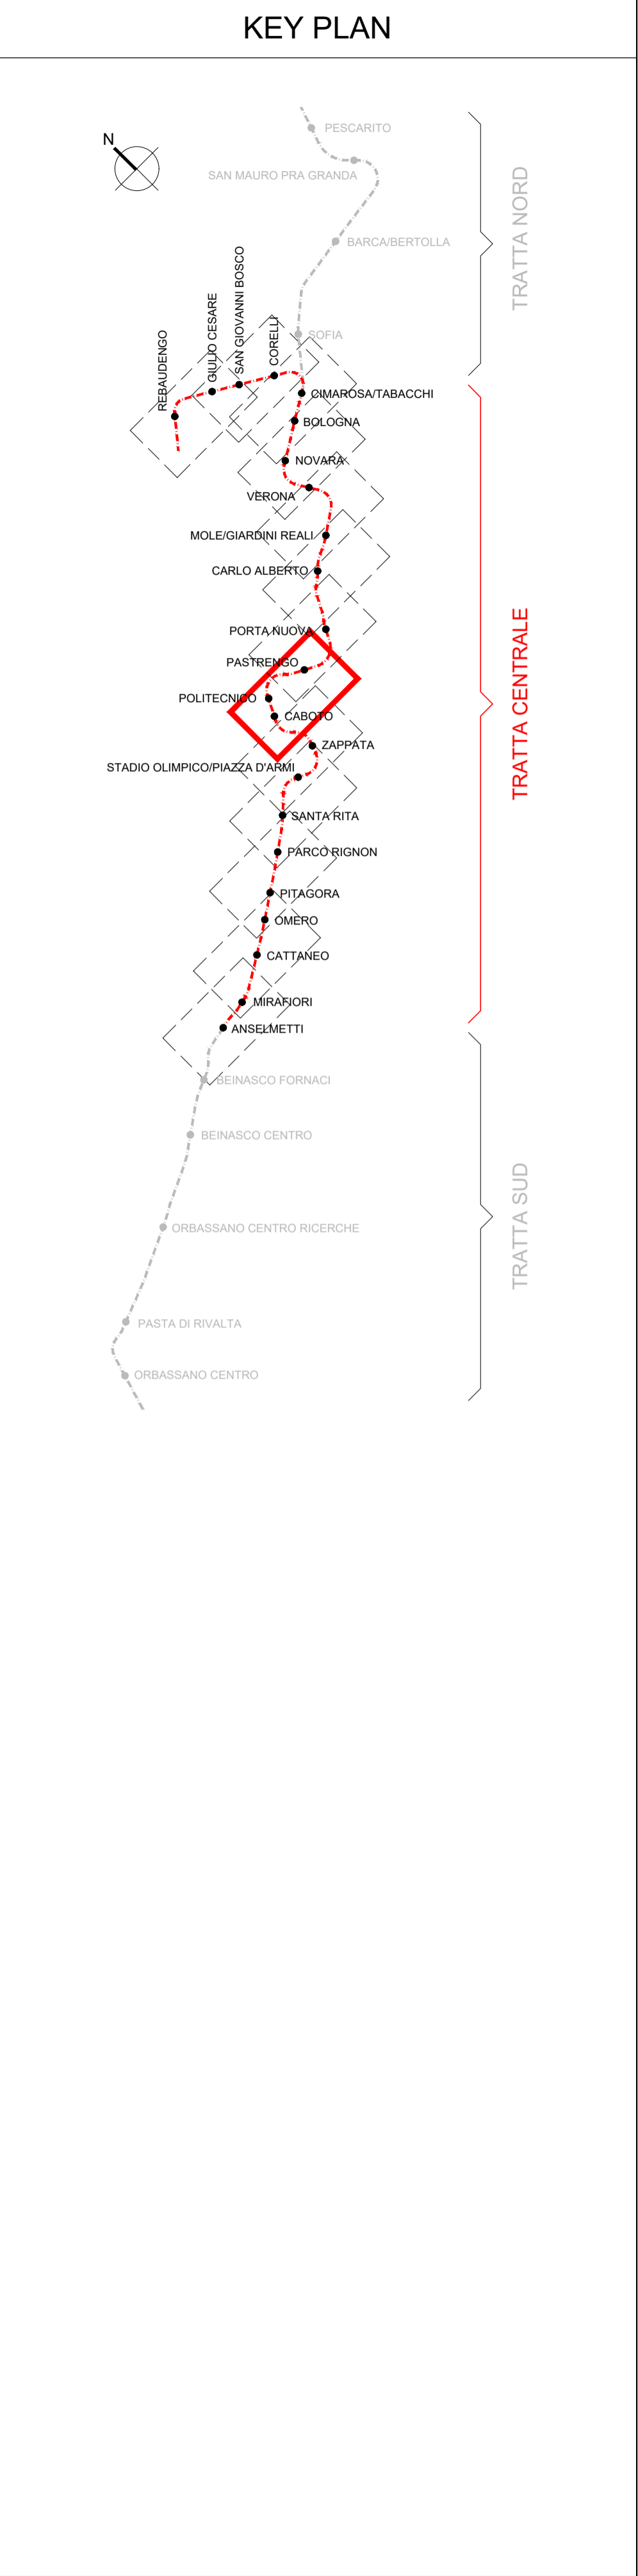 KEY PLAN
PESCARITO
N
SAN MAURO PRA GRANDA
TRATTA NORD
BARCA/BERTOLLA
SAN GIOVANNI BOSCO
GIULIO CESARE
CORELLI
REBAUDENGO
SOFIA
CIMAROSA/TABACCHI
BOLOGNA
NOVARA
VERONA
MOLE/GIARDINI REALI
CARLO ALBERTO
TRATTA CENTRALE
PORTA NUOVA
PASTRENGO
POLITECNICO
CABOTO
ZAPPATA
STADIO OLIMPICO/PIAZZA D'ARMI
SANTA RITA
PARCO RIGNON
PITAGORA
OMERO
CATTANEO
MIRAFIORI
ANSELMETTI
BEINASCO FORNACI
BEINASCO CENTRO
TRATTA SUD
ORBASSANO CENTRO RICERCHE
PASTA DI RIVALTA
ORBASSANO CENTRO